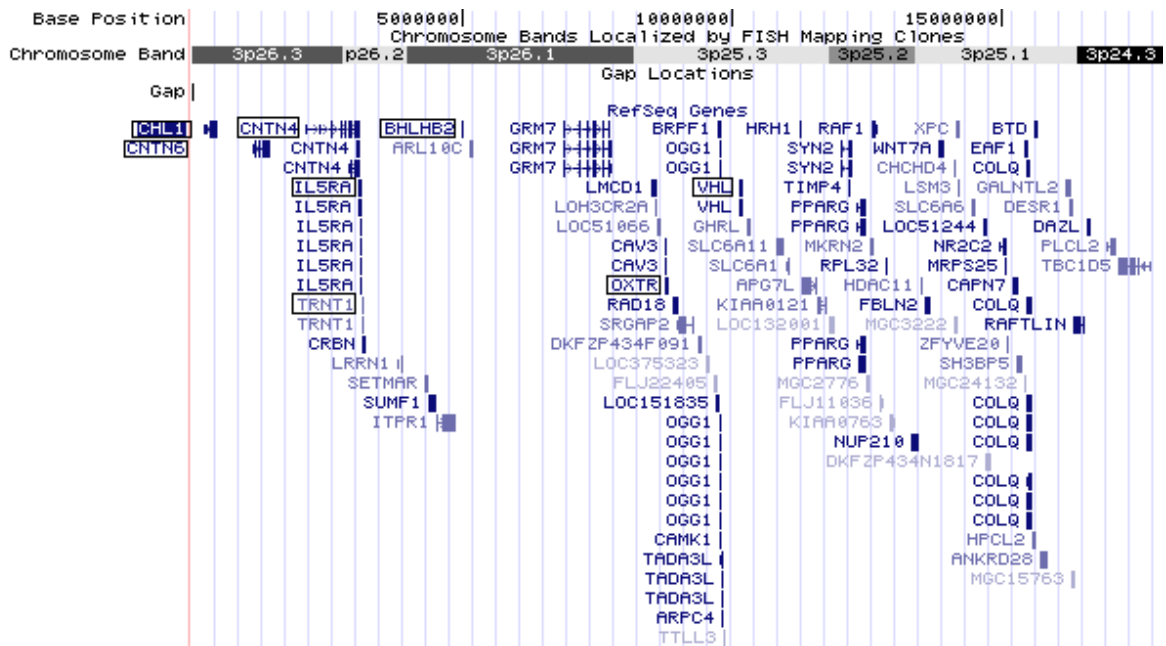 Base Position 5000000 10000000 15000000
Chromosome Bands Localized by FISH Mapping Clones
Chromosome Band 3p26.3 p26.2 3p26.1 3p25.3 3p25.2 3p25.1 3p24.3
Gap Locations
Gap
RefSeq Genes
CHL1 CNTN4 BHLHB2 GRM7 BRPF1 HRH1 RAF1 XPC BTD
CNTN6 CNTN4 ARL10C GRM7 OGG1 SYN2 WNT7A EAF1
CNTN4 GRM7 OGG1 SYN2 CHCHD4 COLQ
IL5RA LMCD1 VHL TIMP4 LSM3 GALNTL2
IL5RA LOH3CR2A VHL PPARG SLC6A6 DESR1
IL5RA LOC51066 GHRL PPARG LOC51244 DAZL
IL5RA CAV3 SLC6A11 MKRN2 NR2C2 PLCL2
IL5RA CAV3 SLC6A1 RPL32 MRPS25 TBC1D5
IL5RA OXTR APG7L HDAC11 CAPN7
TRNT1 RAD18 KIAA0121 FBLN2 COLQ
TRNT1 SRGAP2 LOC132001 MGC3222 RAFTLIN
CRBN DKFZP434F091 PPARG ZFYVE20
LRRN1 LOC375323 PPARG SH3BP5
SETMAR FLJ22405 MGC2776 MGC24132
SUMF1 LOC151835 FLJ11036 COLQ
ITPR1 OGG1 KIAA0763 COLQ
OGG1 NUP210 COLQ
OGG1 DKFZP434N1817
OGG1 COLQ
OGG1 COLQ
OGG1 COLQ
CAMK1 HPCL2
TADA3L ANKRD28
TADA3L MGC15763
TADA3L
ARPC4
TTLL3